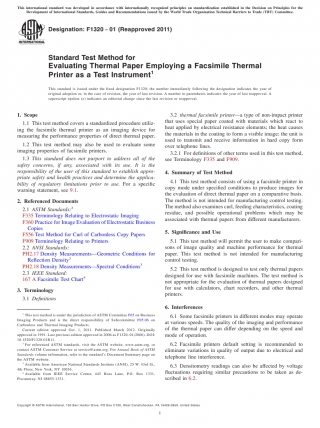 This international standard was developed in accordance with internationally recognized principles on standardization established in the Decision on Principles for the
Development of International Standards, Guides and Recommendations issued by the World Trade Organization Technical Barriers to Trade (TBT) Committee.
Designation: F1320 - 01 (Reapproved 2011)
Standard Test Method for
Evaluating Thermal Paper Employing a Facsimile Thermal
Printer as a Test Instrument1
This standard is issued under the fixed designation F1320; the number immediately following the designation indicates the year of
original adoption or, in the case of revision, the year of last revision. A number in parentheses indicates the year of last reapproval. A
superscript epsilon (ε) indicates an editorial change since the last revision or reapproval.
1. Scope
1.1 This test method covers a standardized procedure utiliz-
ing the facsimile thermal printer as an imaging device for
measuring the performance properties of direct thermal paper.
1.2 This test method may also be used to evaluate some
imaging properties of facsimile printers.
1.3 This standard does not purport to address all of the
safety concerns, if any, associated with its use. It is the
responsibility of the user of this standard to establish appro-
priate safety and health practices and determine the applica-
bility of regulatory limitations prior to use. For a specific
warning statement, see 9.1.
2. Referenced Documents
2.1 ASTM Standards:2
F335 Terminology Relating to Electrostatic Imaging
F360 Practice for Image Evaluation of Electrostatic Business
Copies
F556 Test Method for Curl of Carbonless Copy Papers
F909 Terminology Relating to Printers
2.2 ANSI Standards:
PH2.17 Density Measurements—Geometric Conditions for
Reflection Density3
PH2.18 Density Measurements—Spectral Conditions3
2.3 IEEE Standard:
167 A Facsimile Test Chart4
3. Terminology
3.1 Definitions
1 This test method is under the jurisdiction of ASTM Committee F05 on Business
Imaging Products and is the direct responsibility of Subcommittee F05.06 on
Carbonless and Thermal Imaging Products.
Current edition approved Dec. 1, 2011. Published March 2012. Originally
approved in 1991. Last previous edition approved in 2006 as F1320–01(2006). DOI:
10.1520/F1320-01R11.
2 For referenced ASTM standards, visit the ASTM website, www.astm.org, or
contact ASTM Customer Service at service@astm.org. For Annual Book of ASTM
Standards volume information, refer to the standard's Document Summary page on
the ASTM website.
3 Available from American National Standards Institute (ANSI), 25 W. 43rd St.,
4th Floor, New York, NY 10036.
4 Available from IEEE Service Center, 445 Hoes Lane, P.O. Box 1331,
Piscataway, NJ 08855-1331.
3.2 thermal facsimile printer—a type of non-impact printer
that uses special paper coated with materials which react to
heat applied by electrical resistance elements; the heat causes
the materials in the coating to form a visible image; the unit is
used to transmit and receive information in hard copy form
over telephone lines.
3.2.1 For definitions of other terms used in this test method,
see Terminology F335 and F909.
4. Summary of Test Method
4.1 This test method consists of using a facsimile printer in
copy mode under specified conditions to produce images for
the evaluation of direct thermal paper on a comparative basis.
The method is not intended for manufacturing control testing.
The method also examines curl, feeding characteristics, coating
residue, and possible operational problems which may be
associated with thermal papers from different manufacturers.
5. Significance and Use
5.1 This test method will permit the user to make compari-
sons of image quality and machine performance for thermal
paper. This test method is not intended for manufacturing
control testing.
5.2 This test method is designed to test only thermal papers
designed for use with facsimile machines. The test method is
not appropriate for the evaluation of thermal papers designed
for use with calculators, chart recorders, and other thermal
printers.
6. Interferences
6.1 Some facsimile printers in different modes may operate
at various speeds. The quality of the imaging and performance
of the thermal paper can differ depending on the speed and
mode of operation.
6.2 Facsimile printers default setting is recommended to
eliminate variations in quality of output due to electrical and
telephone line interference.
6.3 Densitometry readings can also be affected by voltage
fluctuations requiring similar precautions to be taken as de-
scribed in 6.2.
Copyright © ASTM International, 100 Barr Harbor Drive, PO Box C700, West Conshohocken, PA 19428-2959. United States
1